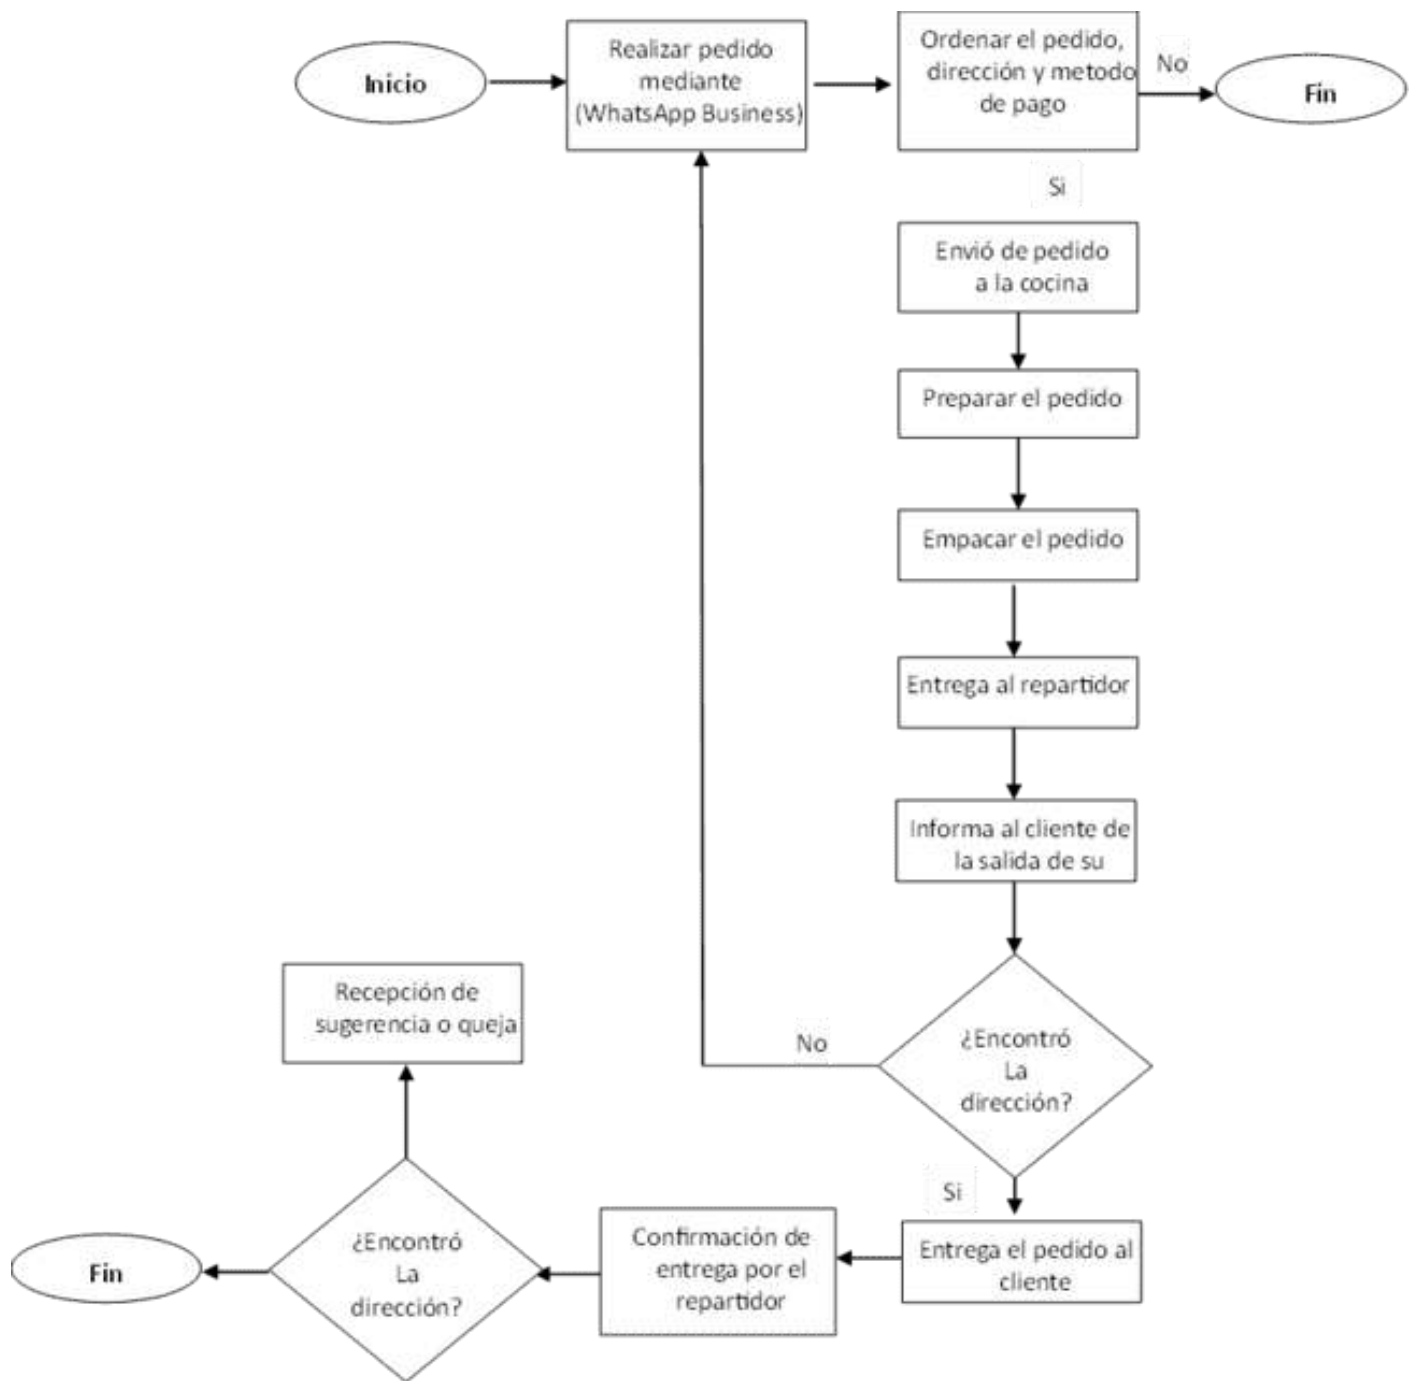 Inicio
Realizar pedido
mediante
(WhatsApp Business)
Ordenar el pedido,
dirección y metodo
de pago
No
Fin
Si
Envió de pedido
a la cocina
Preparar el pedido
Empacar el pedido
Entrega al repartidor
Informa al cliente de
la salida de su
¿Encontró
La
dirección?
No
Si
Entrega el pedido al
cliente
Confirmación de
entrega por el
repartidor
¿Encontró
La
dirección?
Recepción de
sugerencia o queja
Fin